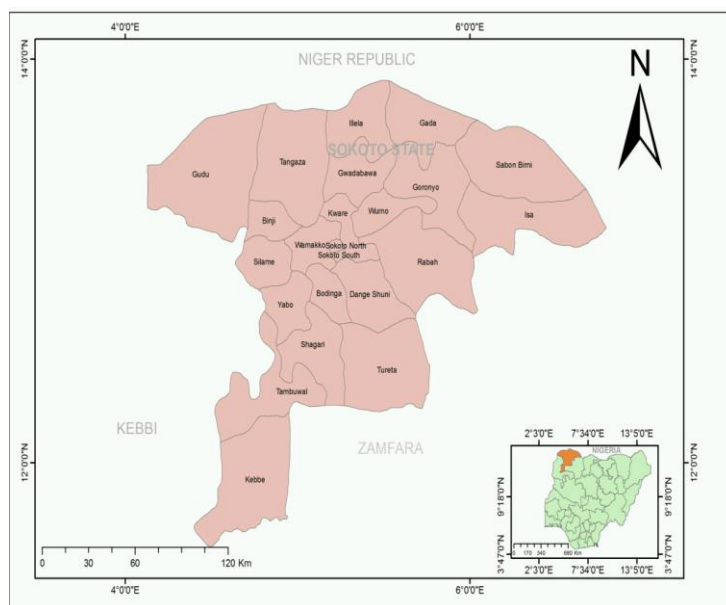 4°0'0"E
6°0'0"E
14°0'0"N
14°0'0"N
NIGER REPUBLIC
N
Illela
Gada
SOKOTO STATE
Tangaza
Sabon Birni
Gudu
Gwadabawa
Goronyo
Kware
Wurno
Isa
Binji
Wamakko
Sokoto North
Sokoto South
Silame
Rabah
Bodinga
Dange Shuni
Yabo
Shagari
Tureta
Tambuwal
KEBBI
ZAMFARA
Kebbe
12°0'0"N
12°0'0"N
2°3'0"E
7°34'0"E
13°5'0"E
NIGERIA
9°18'0"N
9°18'0"N
3°47'0"N
3°47'0"N
0 170 340 680 Km
2°3'0"E
7°34'0"E
13°5'0"E
0 30 60 90 120 Km
4°0'0"E
6°0'0"E